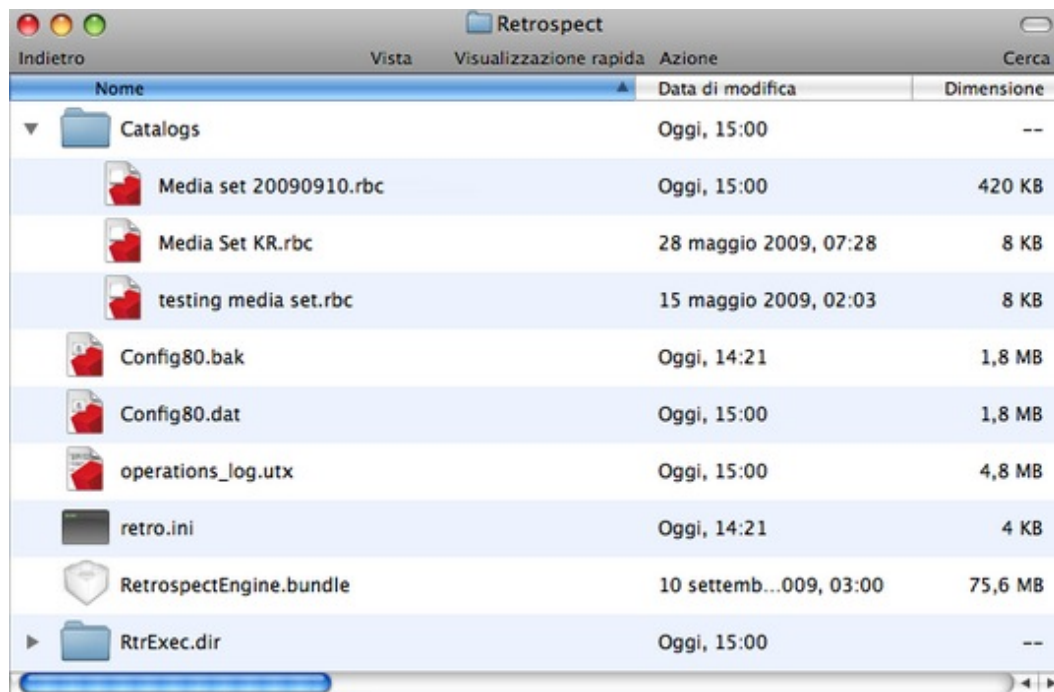 Retrospect
Indietro Vista Visualizzazione rapida Azione Cerca
Nome Data di modifica Dimensione
Catalogs Oggi, 15:00 --
Media set 20090910.rbc Oggi, 15:00 420 KB
Media Set KR.rbc 28 maggio 2009, 07:28 8 KB
testing media set.rbc 15 maggio 2009, 02:03 8 KB
Config80.bak Oggi, 14:21 1,8 MB
Config80.dat Oggi, 15:00 1,8 MB
operations_log.utx Oggi, 15:00 4,8 MB
retro.ini Oggi, 14:21 4 KB
RetrospectEngine.bundle 10 settemb...009, 03:00 75,6 MB
RtrExec.dir Oggi, 15:00 --